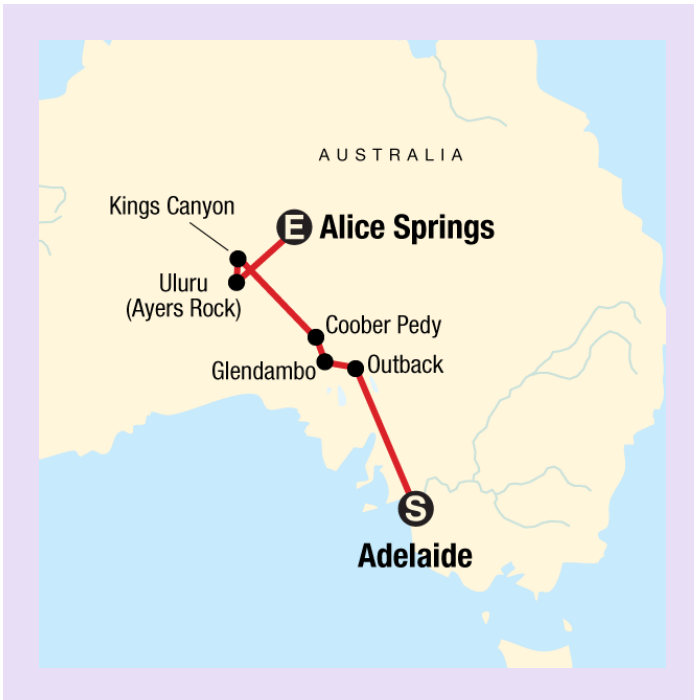 AUSTRALIA
Kings Canyon
E Alice Springs
Uluru
(Ayers Rock)
Coober Pedy
Glendambo
Outback
S
Adelaide